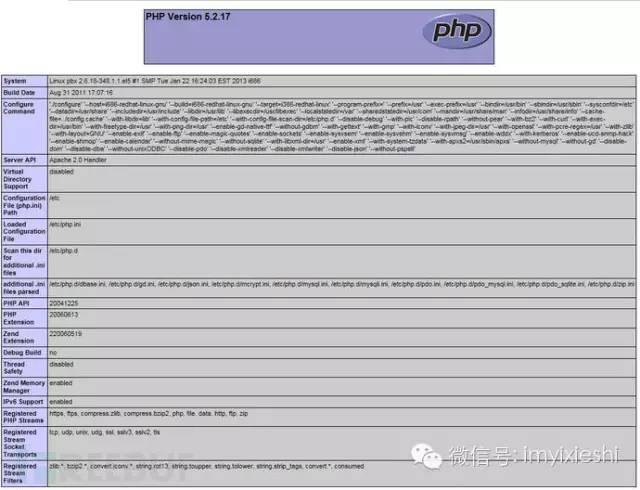 PHP Version 5.2.17
php
System Linux pbx 2.6.18-348.1.1.el5 #1 SMP Tue Jan 22 16:24:03 EST 2013 i686
Build Date Aug 31 2011 17:07:16
Configure Command './configure' '--host=i686-redhat-linux-gnu' '--build=i686-redhat-linux-gnu' '--target=i386-redhat-linux' '--program-prefix=' '--prefix=/usr' '--exec-prefix=/usr' '--bindir=/usr/bin' '--sbindir=/usr/sbin' '--sysconfdir=/etc'
'--datadir=/usr/share' '--includedir=/usr/include' '--libdir=/usr/lib' '--libexecdir=/usr/libexec' '--localstatedir=/var' '--sharedstatedir=/usr/com' '--mandir=/usr/share/man' '--infodir=/usr/share/info' '--cache-
file=../config.cache' '--with-libdir=lib' '--with-config-file-path=/etc' '--with-config-file-scan-dir=/etc/php.d' '--disable-debug' '--with-pic' '--disable-rpath' '--without-pear' '--with-bz2' '--with-curl' '--with-exec-
dir=/usr/bin' '--with-freetype-dir=/usr' '--with-png-dir=/usr' '--enable-gd-native-ttf' '--without-gdbm' '--with-gettext' '--with-gmp' '--with-iconv' '--with-jpeg-dir=/usr' '--with-openssl' '--with-pcre-regex=/usr' '--with-zlib'
'--with-layout=GNU' '--enable-exif' '--enable-ftp' '--enable-magic-quotes' '--enable-sockets' '--enable-sysvsem' '--enable-sysvshm' '--enable-sysvmsg' '--enable-wddx' '--with-kerberos' '--enable-ucd-snmp-hack'
'--enable-shmop' '--enable-calendar' '--without-mime-magic' '--without-sqlite' '--with-libxml-dir=/usr' '--enable-xml' '--with-system-tzdata' '--with-apxs2=/usr/sbin/apxs' '--without-mysql' '--without-gd' '--disable-
dom' '--disable-dba' '--without-unixODBC' '--disable-pdo' '--disable-xmlreader' '--disable-xmlwriter' '--disable-json' '--without-pspell'
Server API Apache 2.0 Handler
Virtual Directory Support disabled
Configuration File (php.ini) Path /etc
Loaded Configuration File /etc/php.ini
Scan this dir for additional .ini files /etc/php.d
additional .ini files parsed /etc/php.d/dbase.ini, /etc/php.d/gd.ini, /etc/php.d/json.ini, /etc/php.d/mcrypt.ini, /etc/php.d/mysql.ini, /etc/php.d/mysqli.ini, /etc/php.d/pdo.ini, /etc/php.d/pdo_mysql.ini, /etc/php.d/pdo_sqlite.ini, /etc/php.d/zip.ini
PHP API 20041225
PHP Extension 20060613
Zend Extension 220060519
Debug Build no
Thread Safety disabled
Zend Memory Manager enabled
IPv6 Support enabled
Registered PHP Streams https, ftps, compress.zlib, compress.bzip2, php, file, data, http, ftp, zip
Registered Stream Socket Transports tcp, udp, unix, udg, ssl, sslv3, sslv2, tls
Registered Stream Filters zlib.*, bzip2.*, convert.iconv.*, string.rot13, string.toupper, string.tolower, string.strip_tags, convert.*, consumed
微信号: imyixieshi
FREEBUF